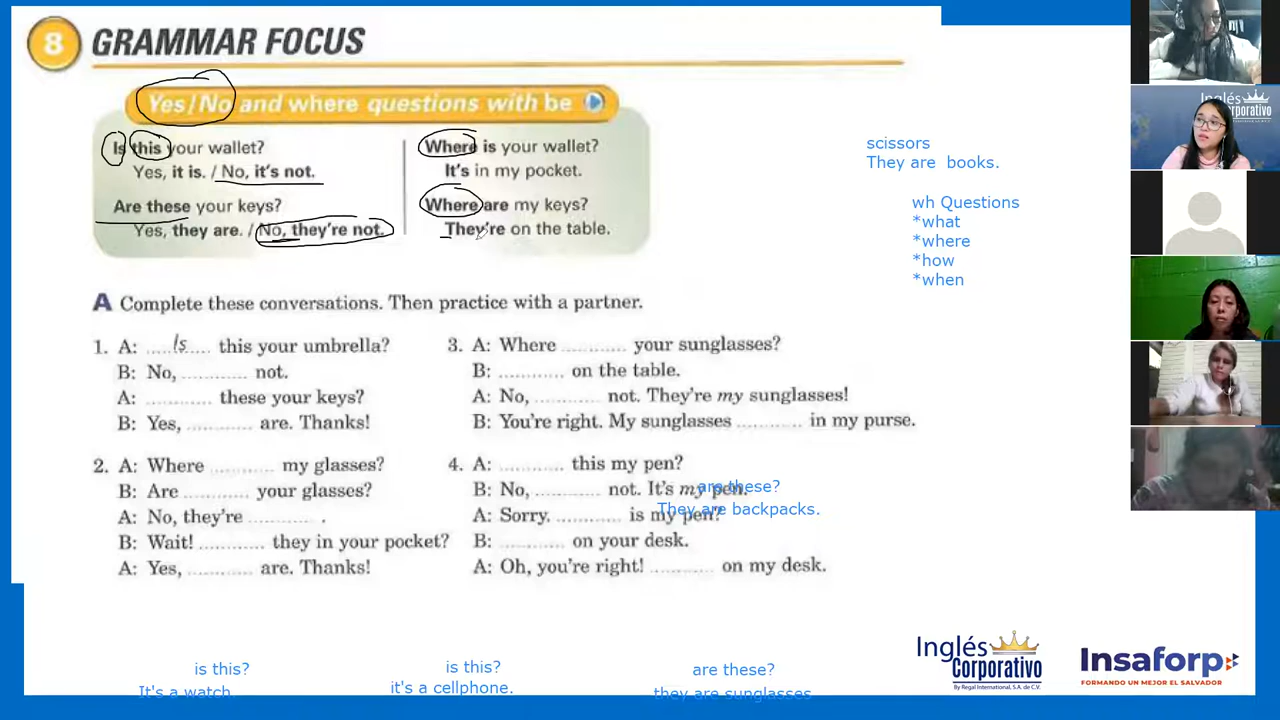 8 GRAMMAR FOCUS
Yes/No and where questions with be
Is this your wallet?
Yes, it is. / No, it's not.
Are these your keys?
Yes, they are. / No, they're not.
Where is your wallet?
It's in my pocket.
Where are my keys?
They're on the table.
A Complete these conversations. Then practice with a partner.
1. A: .....Is..... this your umbrella?
B: No, ............ not.
A: ............ these your keys?
B: Yes, ............ are. Thanks!
2. A: Where ............ my glasses?
B: Are ............ your glasses?
A: No, they're ............ .
B: Wait! ............ they in your pocket?
A: Yes, ............ are. Thanks!
3. A: Where ............ your sunglasses?
B: ............ on the table.
A: No, ............ not. They're my sunglasses!
B: You're right. My sunglasses ............ in my purse.
4. A: ............ this my pen?
B: No, ............ not. It's my pen.
A: Sorry. ............ is my pen?
B: ............ on your desk.
A: Oh, you're right! ............ on my desk.
are these?
They are backpacks.
scissors
They are books.
wh Questions
*what
*where
*how
*when
is this?
It's a watch.
is this?
it's a cellphone.
are these?
they are sunglasses
Inglés
Corporativo
By Regal International, S.A. de C.V.
Insaforp
FORMANDO UN MEJOR EL SALVADOR
Inglés
Corporativo